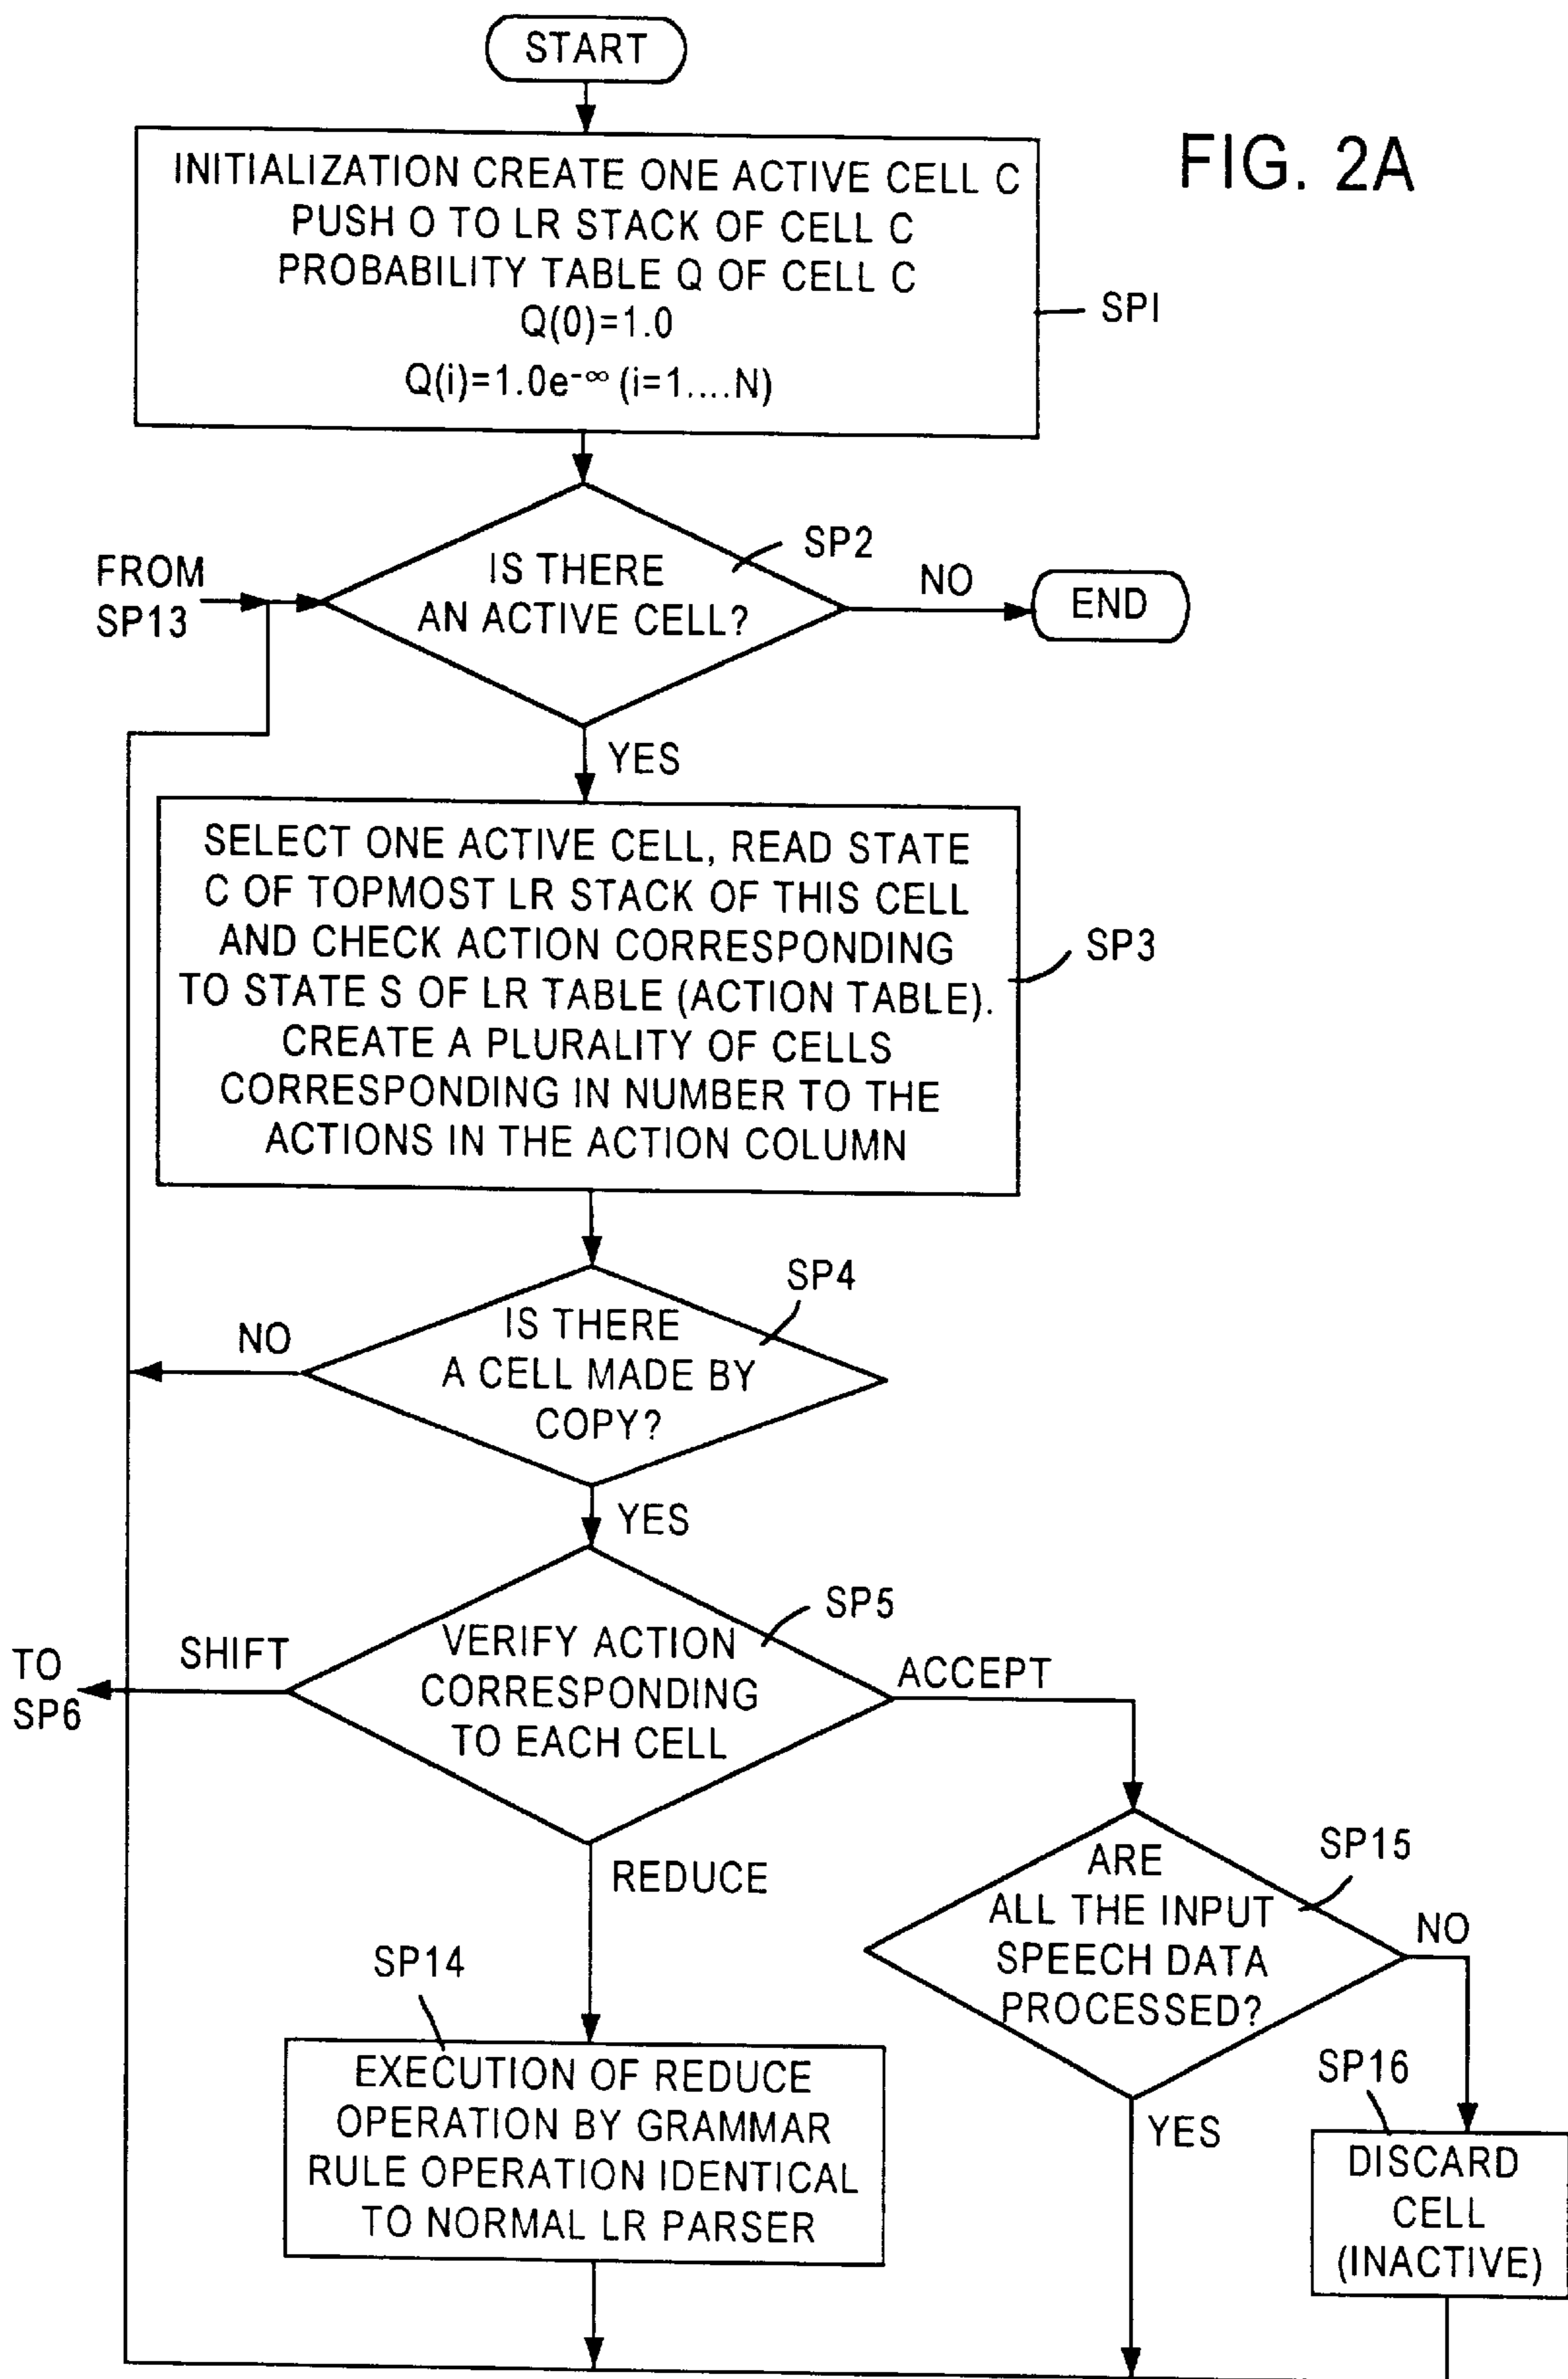 START
FIG. 2A
INITIALIZATION CREATE ONE ACTIVE CELL C
PUSH O TO LR STACK OF CELL C
PROBABILITY TABLE Q OF CELL C
Q(0)=1.0
Q(i)=1.0e⁻∞ (i=1....N)
SP1
FROM
SP13
IS THERE
AN ACTIVE CELL?
SP2
NO
END
YES
SELECT ONE ACTIVE CELL, READ STATE
C OF TOPMOST LR STACK OF THIS CELL
AND CHECK ACTION CORRESPONDING
TO STATE S OF LR TABLE (ACTION TABLE).
CREATE A PLURALITY OF CELLS
CORRESPONDING IN NUMBER TO THE
ACTIONS IN THE ACTION COLUMN
SP3
SP4
NO
IS THERE
A CELL MADE BY
COPY?
YES
SP5
TO
SP6
SHIFT
VERIFY ACTION
CORRESPONDING
TO EACH CELL
ACCEPT
REDUCE
SP15
ARE
ALL THE INPUT
SPEECH DATA
PROCESSED?
NO
SP14
EXECUTION OF REDUCE
OPERATION BY GRAMMAR
RULE OPERATION IDENTICAL
TO NORMAL LR PARSER
YES
SP16
DISCARD
CELL
(INACTIVE)